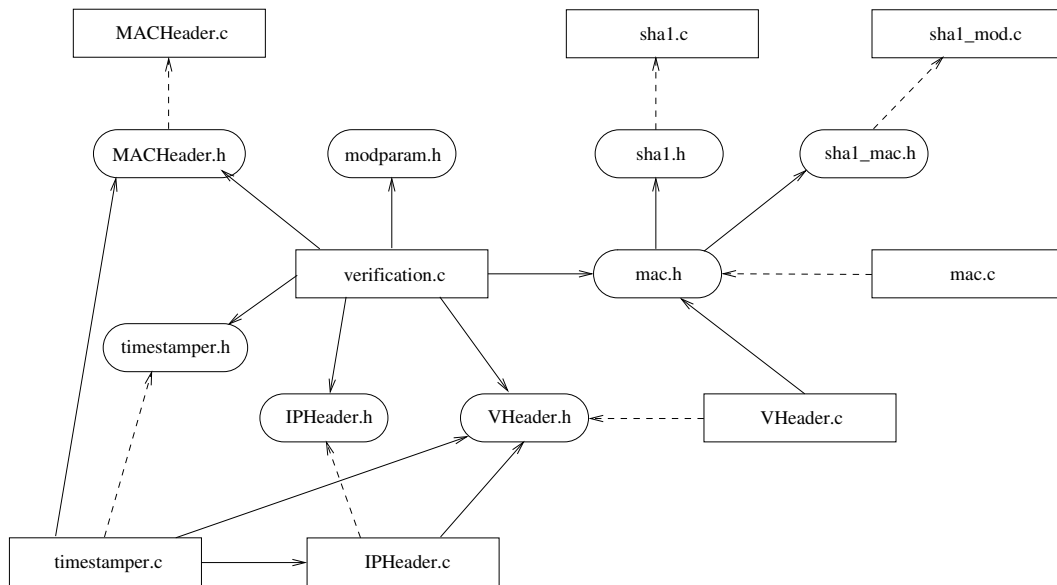 MACHeader.c
sha1.c
sha1_mod.c
MACHeader.h
modparam.h
sha1.h
sha1_mac.h
verification.c
mac.h
mac.c
timestamper.h
IPHeader.h
VHeader.h
VHeader.c
timestamper.c
IPHeader.c